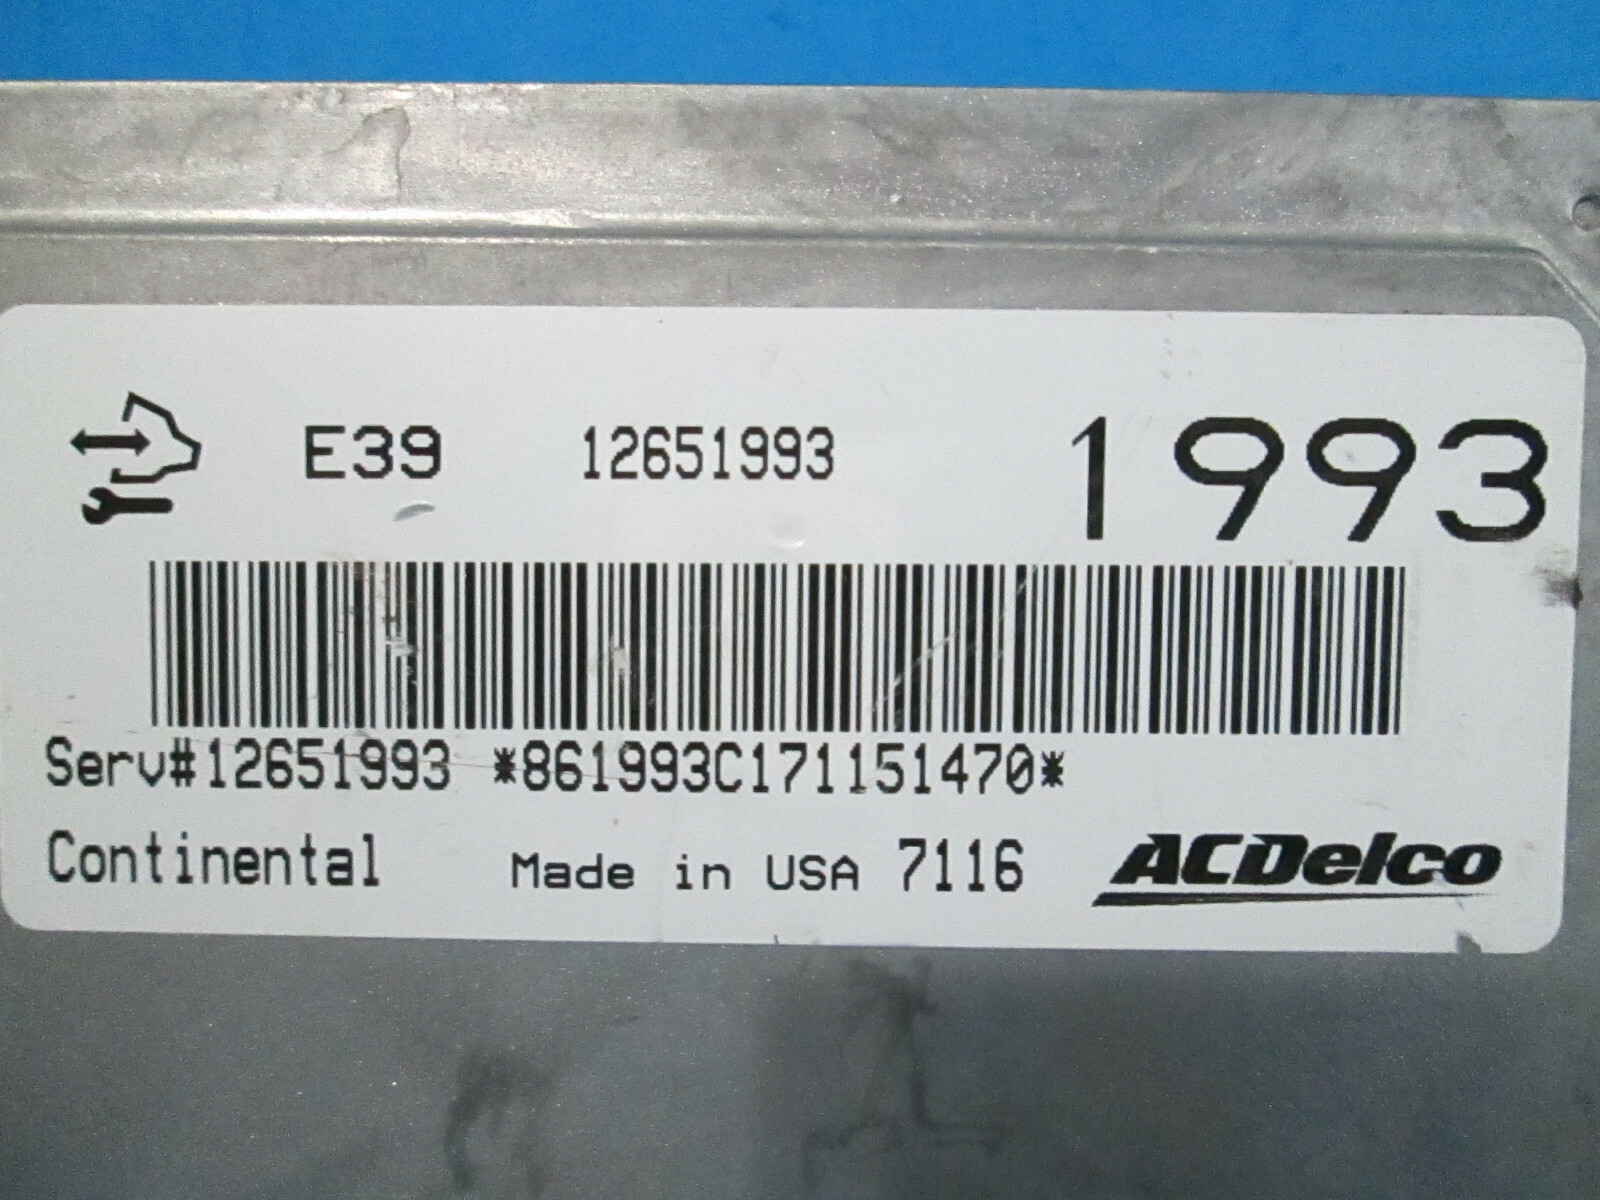 E39 12651993 1993
Serv#12651993 *861993C171151470*
Continental Made in USA 7116 ACDelco